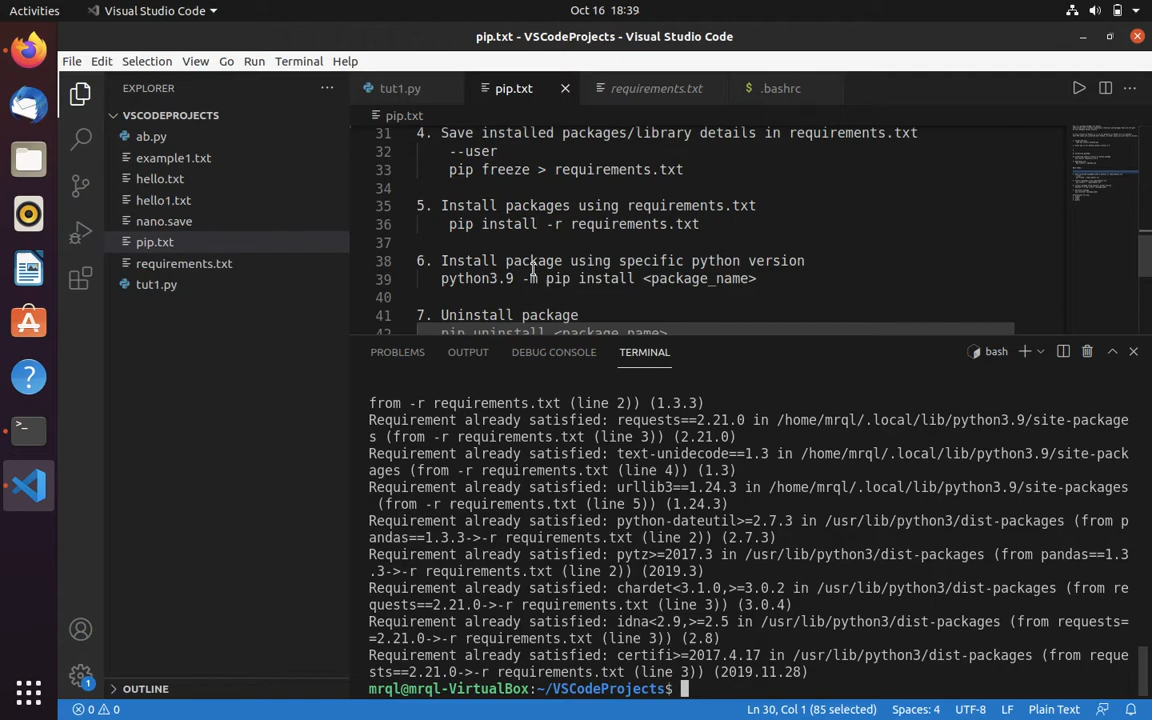 Activities
Visual Studio Code
Oct 16 18:39
pip.txt - VSCodeProjects - Visual Studio Code
File Edit Selection View Go Run Terminal Help
EXPLORER
VSCODEPROJECTS
ab.py
example1.txt
hello.txt
hello1.txt
nano.save
pip.txt
requirements.txt
tut1.py
OUTLINE
tut1.py pip.txt requirements.txt $ .bashrc
pip.txt
31 4. Save installed packages/library details in requirements.txt
32 --user
33 pip freeze > requirements.txt
34
35 5. Install packages using requirements.txt
36 pip install -r requirements.txt
37
38 6. Install package using specific python version
39 python3.9 -m pip install <package_name>
40
41 7. Uninstall package
42 pip uninstall <package_name>
PROBLEMS OUTPUT DEBUG CONSOLE TERMINAL
bash
from -r requirements.txt (line 2)) (1.3.3)
Requirement already satisfied: requests==2.21.0 in /home/mrql/.local/lib/python3.9/site-package
s (from -r requirements.txt (line 3)) (2.21.0)
Requirement already satisfied: text-unidecode==1.3 in /home/mrql/.local/lib/python3.9/site-pack
ages (from -r requirements.txt (line 4)) (1.3)
Requirement already satisfied: urllib3==1.24.3 in /home/mrql/.local/lib/python3.9/site-packages
(from -r requirements.txt (line 5)) (1.24.3)
Requirement already satisfied: python-dateutil>=2.7.3 in /usr/lib/python3/dist-packages (from p
andas==1.3.3->-r requirements.txt (line 2)) (2.7.3)
Requirement already satisfied: pytz>=2017.3 in /usr/lib/python3/dist-packages (from pandas==1.3
.3->-r requirements.txt (line 2)) (2019.3)
Requirement already satisfied: chardet<3.1.0,>=3.0.2 in /usr/lib/python3/dist-packages (from re
quests==2.21.0->-r requirements.txt (line 3)) (3.0.4)
Requirement already satisfied: idna<2.9,>=2.5 in /usr/lib/python3/dist-packages (from requests=
=2.21.0->-r requirements.txt (line 3)) (2.8)
Requirement already satisfied: certifi>=2017.4.17 in /usr/lib/python3/dist-packages (from reque
sts==2.21.0->-r requirements.txt (line 3)) (2019.11.28)
mrql@mrql-VirtualBox:~/VSCodeProjects$
1
0 0 Ln 30, Col 1 (85 selected) Spaces: 4 UTF-8 LF Plain Text